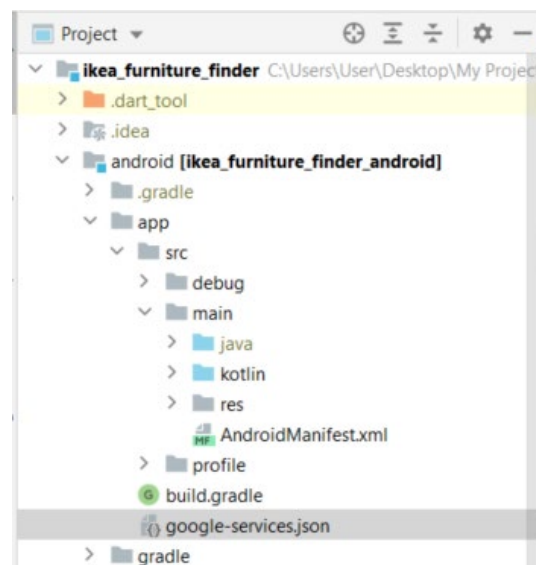 Project
ikea_furniture_finder C:\Users\User\Desktop\My Projec
.dart_tool
.idea
android [ikea_furniture_finder_android]
.gradle
app
src
debug
main
java
kotlin
res
MF AndroidManifest.xml
profile
G build.gradle
{} google-services.json
gradle